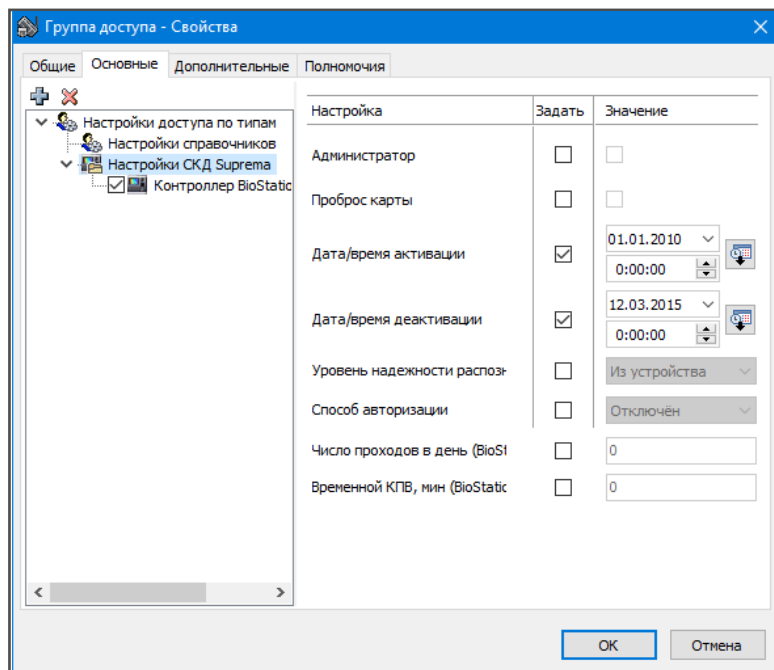 Группа доступа - Свойства
Общие Основные Дополнительные Полномочия
Настройки доступа по типам
Настройки справочников
Настройки СКД Suprema
Контроллер BioStatic
Настройка Задать Значение
Администратор
Проброс карты
Дата/время активации 01.01.2010
0:00:00
Дата/время деактивации 12.03.2015
0:00:00
Уровень надежности распозн Из устройства
Способ авторизации Отключён
Число проходов в день (BioSt 0
Временной КПВ, мин (BioStatic 0
ОК Отмена